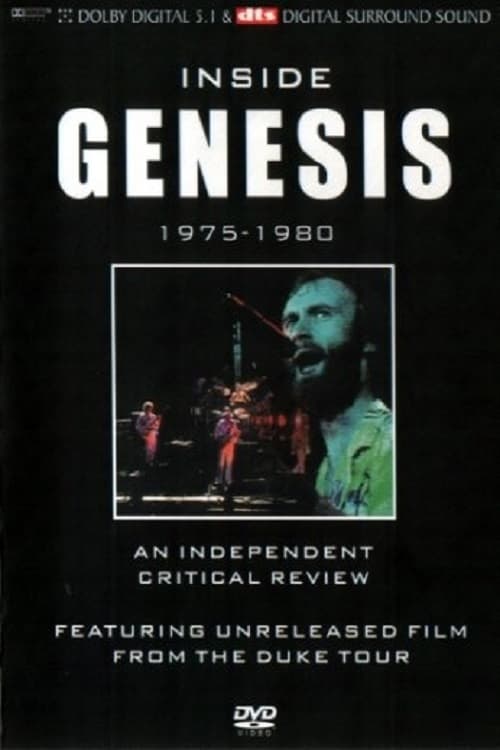 DOLBY DIGITAL 5.1 & dts DIGITAL SURROUND SOUND
INSIDE
GENESIS
1975-1980
AN INDEPENDENT
CRITICAL REVIEW
FEATURING UNRELEASED FILM
FROM THE DUKE TOUR
DVD
VIDEO